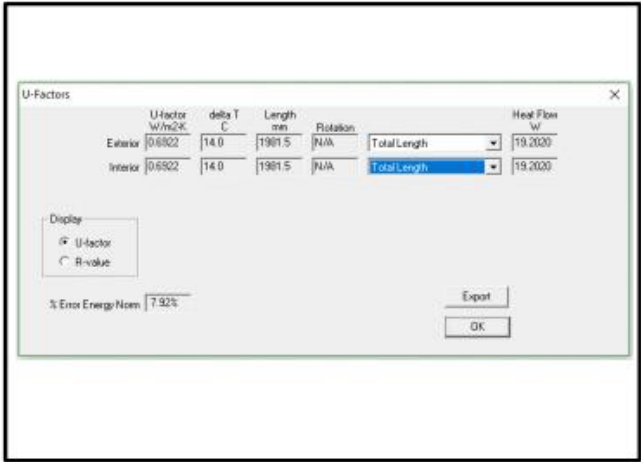 U-Factors
U-factor delta T Length Heat Flow
W/m2-K C mm Rotation W
Exterior 0.6922 14.0 1981.5 N/A Total Length 19.2020
Interior 0.6922 14.0 1981.5 N/A Total Length 19.2020
Display
U-factor
R-value
% Error Energy Norm 7.92%
Export
OK